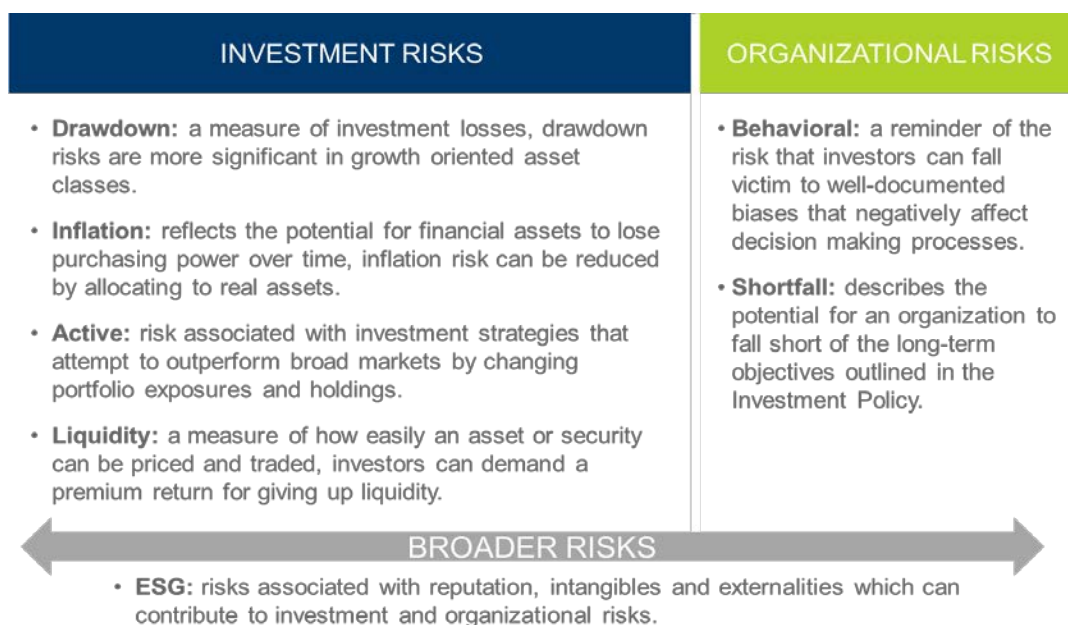 INVESTMENT RISKS
• Drawdown: a measure of investment losses, drawdown
risks are more significant in growth oriented asset
classes.
• Inflation: reflects the potential for financial assets to lose
purchasing power over time, inflation risk can be reduced
by allocating to real assets.
• Active: risk associated with investment strategies that
attempt to outperform broad markets by changing
portfolio exposures and holdings.
• Liquidity: a measure of how easily an asset or security
can be priced and traded, investors can demand a
premium return for giving up liquidity.
ORGANIZATIONAL RISKS
• Behavioral: a reminder of the
risk that investors can fall
victim to well-documented
biases that negatively affect
decision making processes.
• Shortfall: describes the
potential for an organization to
fall short of the long-term
objectives outlined in the
Investment Policy.
BROADER RISKS
• ESG: risks associated with reputation, intangibles and externalities which can
contribute to investment and organizational risks.